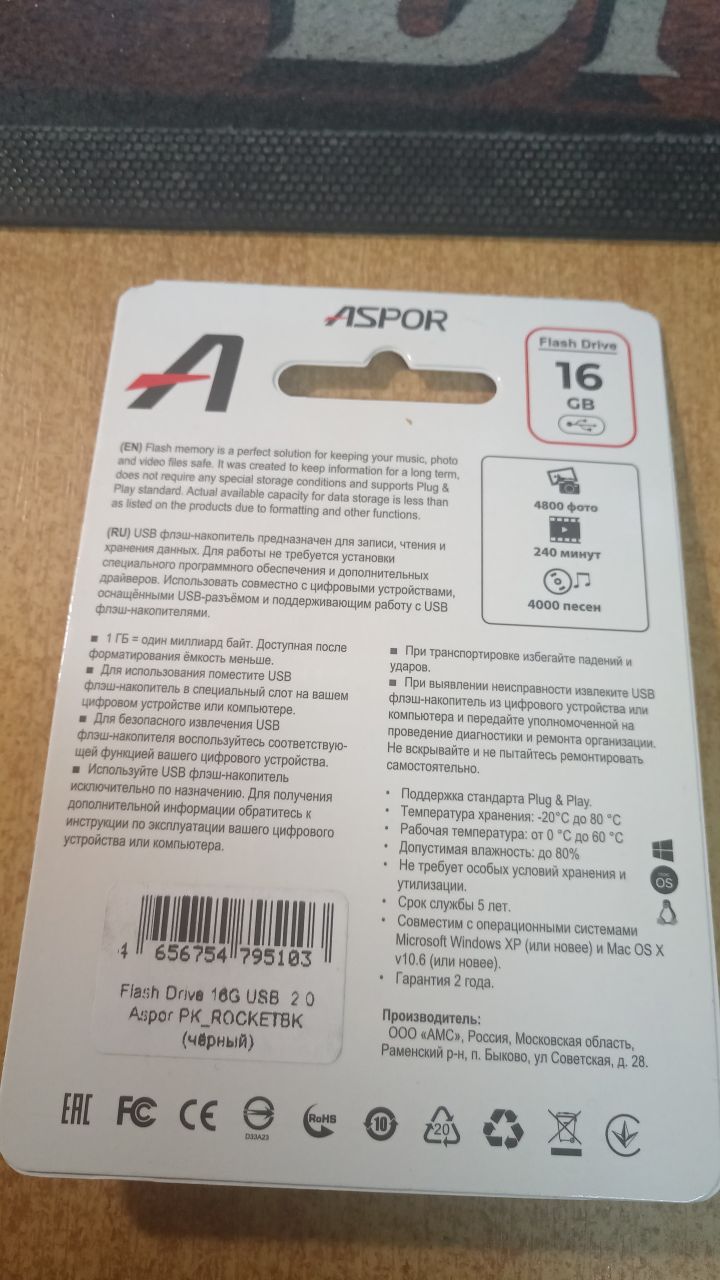 ASPOR
Flash Drive
16
GB
(EN) Flash memory is a perfect solution for keeping your music, photo
and video files safe. It was created to keep information for a long term,
does not require any special storage conditions and supports Plug &
Play standard. Actual available capacity for data storage is less than
as listed on the products due to formatting and other functions.
(RU) USB флэш-накопитель предназначен для записи, чтения и
хранения данных. Для работы не требуется установки
специального программного обеспечения и дополнительных
драйверов. Использовать совместно с цифровыми устройствами,
оснащёнными USB-разъёмом и поддерживающим работу с USB
флэш-накопителями.
4800 фото
240 минут
4000 песен
■ 1 ГБ = один миллиард байт. Доступная после
форматирования ёмкость меньше.
■ Для использования поместите USB
флэш-накопитель в специальный слот на вашем
цифровом устройстве или компьютере.
■ Для безопасного извлечения USB
флэш-накопителя воспользуйтесь соответствую-
щей функцией вашего цифрового устройства.
■ Используйте USB флэш-накопитель
исключительно по назначению. Для получения
дополнительной информации обратитесь к
инструкции по эксплуатации вашего цифрового
устройства или компьютера.
■ При транспортировке избегайте падений и
ударов.
■ При выявлении неисправности извлеките USB
флэш-накопитель из цифрового устройства или
компьютера и передайте уполномоченной на
проведение диагностики и ремонта организации.
Не вскрывайте и не пытайтесь ремонтировать
самостоятельно.
• Поддержка стандарта Plug & Play.
• Температура хранения: -20°C до 80 °C
• Рабочая температура: от 0 °C до 60 °C
• Допустимая влажность: до 80%
• Не требует особых условий хранения и
утилизации.
• Срок службы 5 лет.
• Совместим с операционными системами
Microsoft Windows XP (или новее) и Mac OS X
v10.6 (или новее).
• Гарантия 2 года.
OS
4 656754 795103
Flash Drive 16G USB 2 0
Aspor PK_ROCKETBK
(чёрный)
Производитель:
ООО «АМС», Россия, Московская область,
Раменский р-н, п. Быково, ул Советская, д. 28.
EAC FC CE D33A23 RoHS 10 20